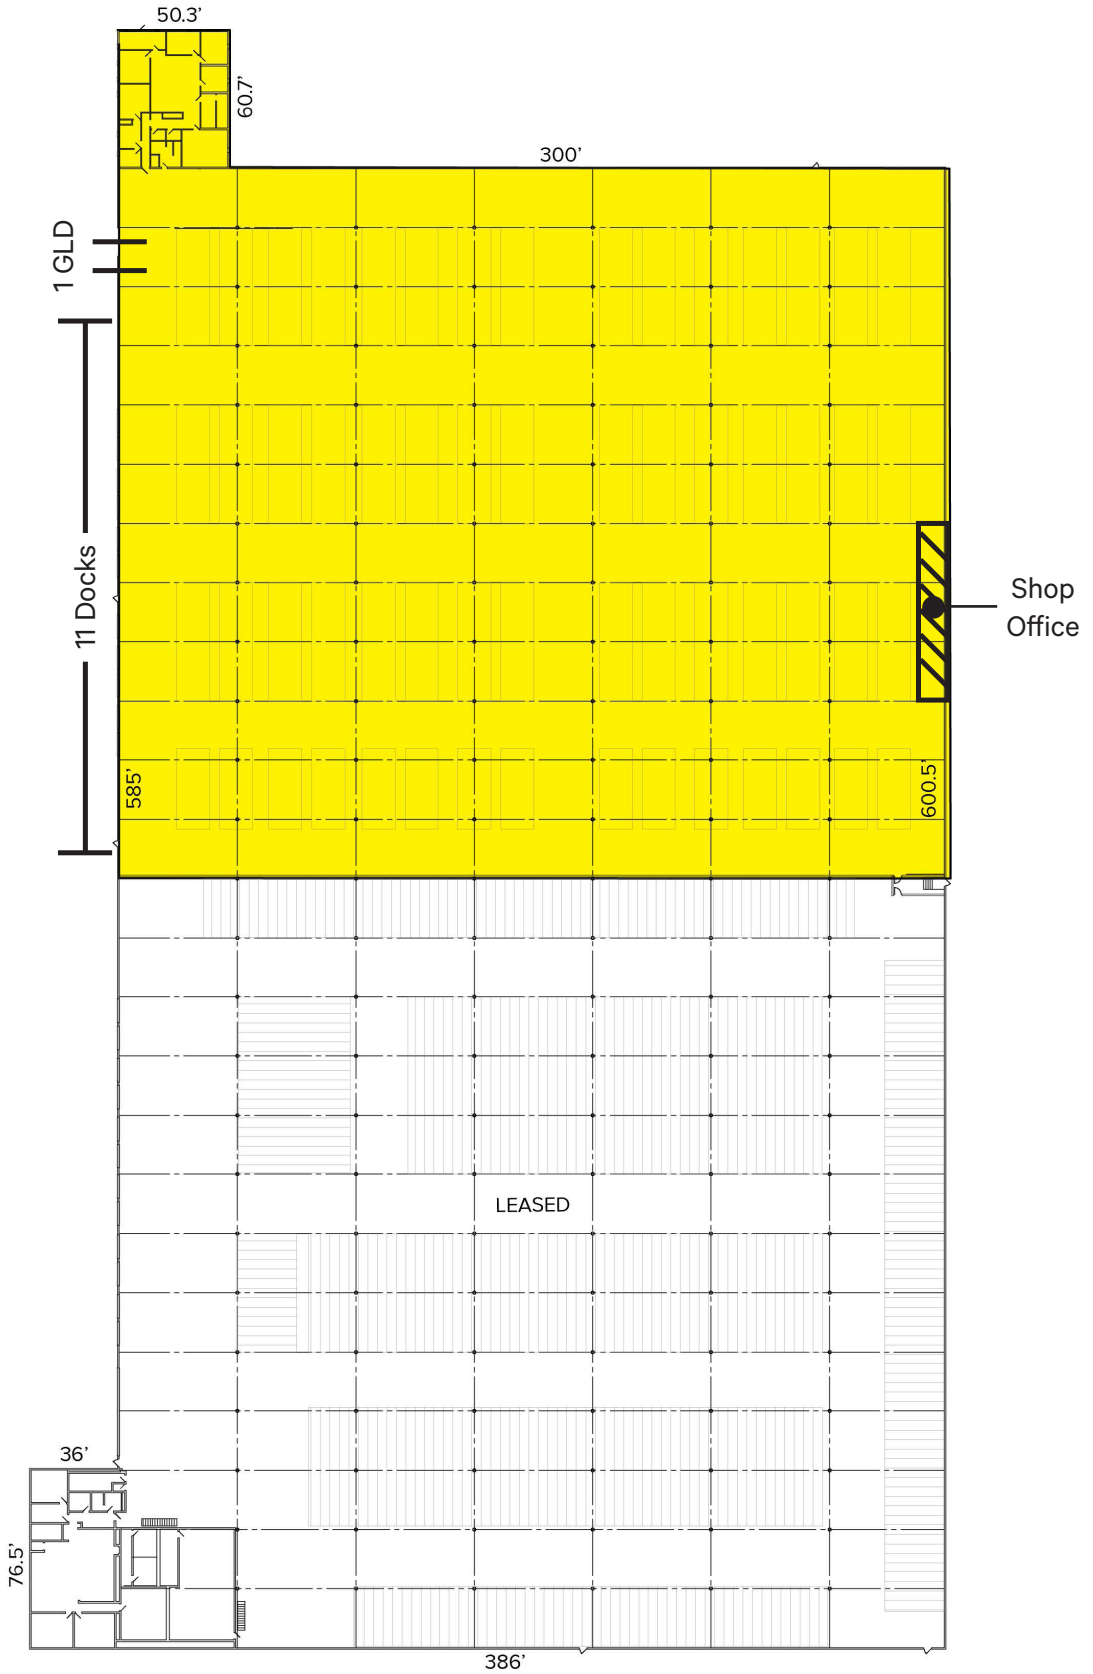 50.3’
60.7’
300’
1 GLD
11 Docks
Shop
Office
585’
600.5’
LEASED
36’
76.5’
386’